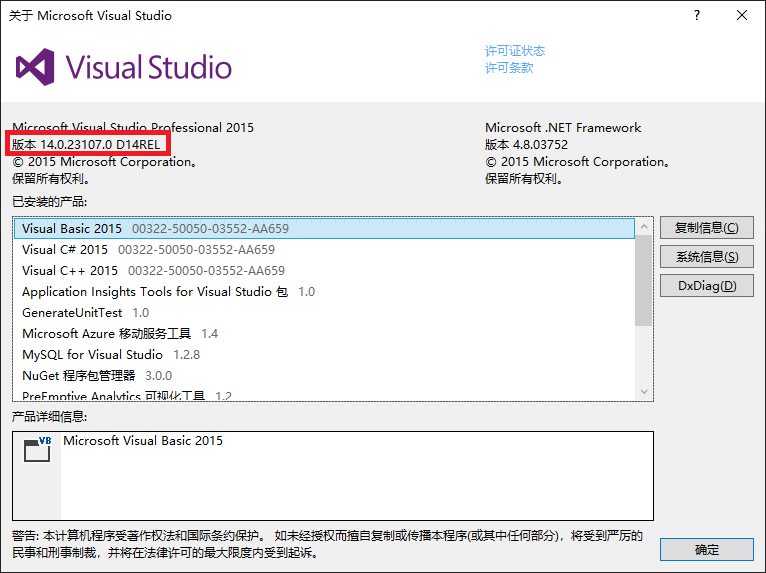 关于 Microsoft Visual Studio
Visual Studio
许可证状态
许可条款
Microsoft Visual Studio Professional 2015
版本 14.0.23107.0 D14REL
© 2015 Microsoft Corporation。
保留所有权利。
Microsoft .NET Framework
版本 4.8.03752
© 2015 Microsoft Corporation。
保留所有权利。
已安装的产品:
Visual Basic 2015 00322-50050-03552-AA659
Visual C# 2015 00322-50050-03552-AA659
Visual C++ 2015 00322-50050-03552-AA659
Application Insights Tools for Visual Studio 包 1.0
GenerateUnitTest 1.0
Microsoft Azure 移动服务工具 1.4
MySQL for Visual Studio 1.2.8
NuGet 程序包管理器 3.0.0
PreEmptive Analytics 可视化工具 1.2
复制信息(C)
系统信息(S)
DxDiag(D)
产品详细信息:
VB
Microsoft Visual Basic 2015
警告: 本计算机程序受著作权法和国际条约保护。 如未经授权而擅自复制或传播本程序(或其中任何部分)，将受到严厉的
民事和刑事制裁，并将在法律许可的最大限度内受到起诉。
确定